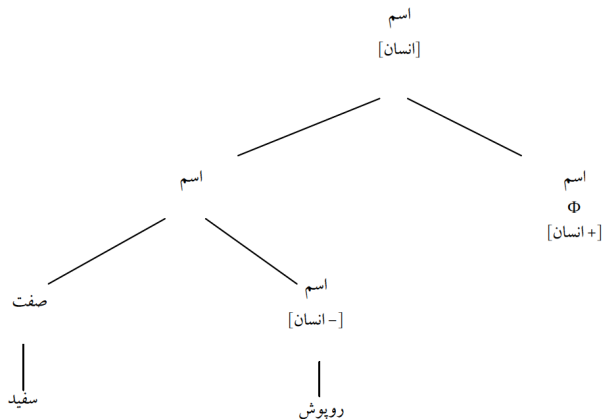 اسم
[انسان]
اسم
Φ
[+ انسان]
اسم
اسم
[– انسان]
صفت
روپوش
سفید